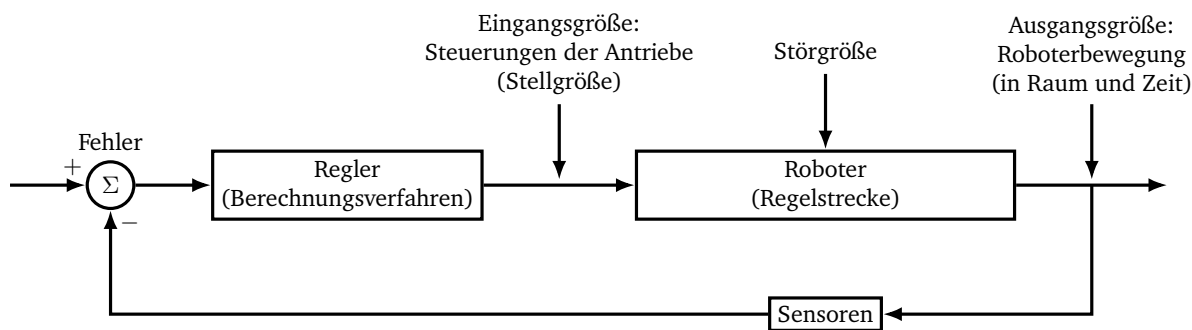 Eingangsgröße:
Steuerungen der Antriebe
(Stellgröße)
Störgröße
Ausgangsgröße:
Roboterbewegung
(in Raum und Zeit)
Fehler
+
Σ
−
Regler
(Berechnungsverfahren)
Roboter
(Regelstrecke)
Sensoren